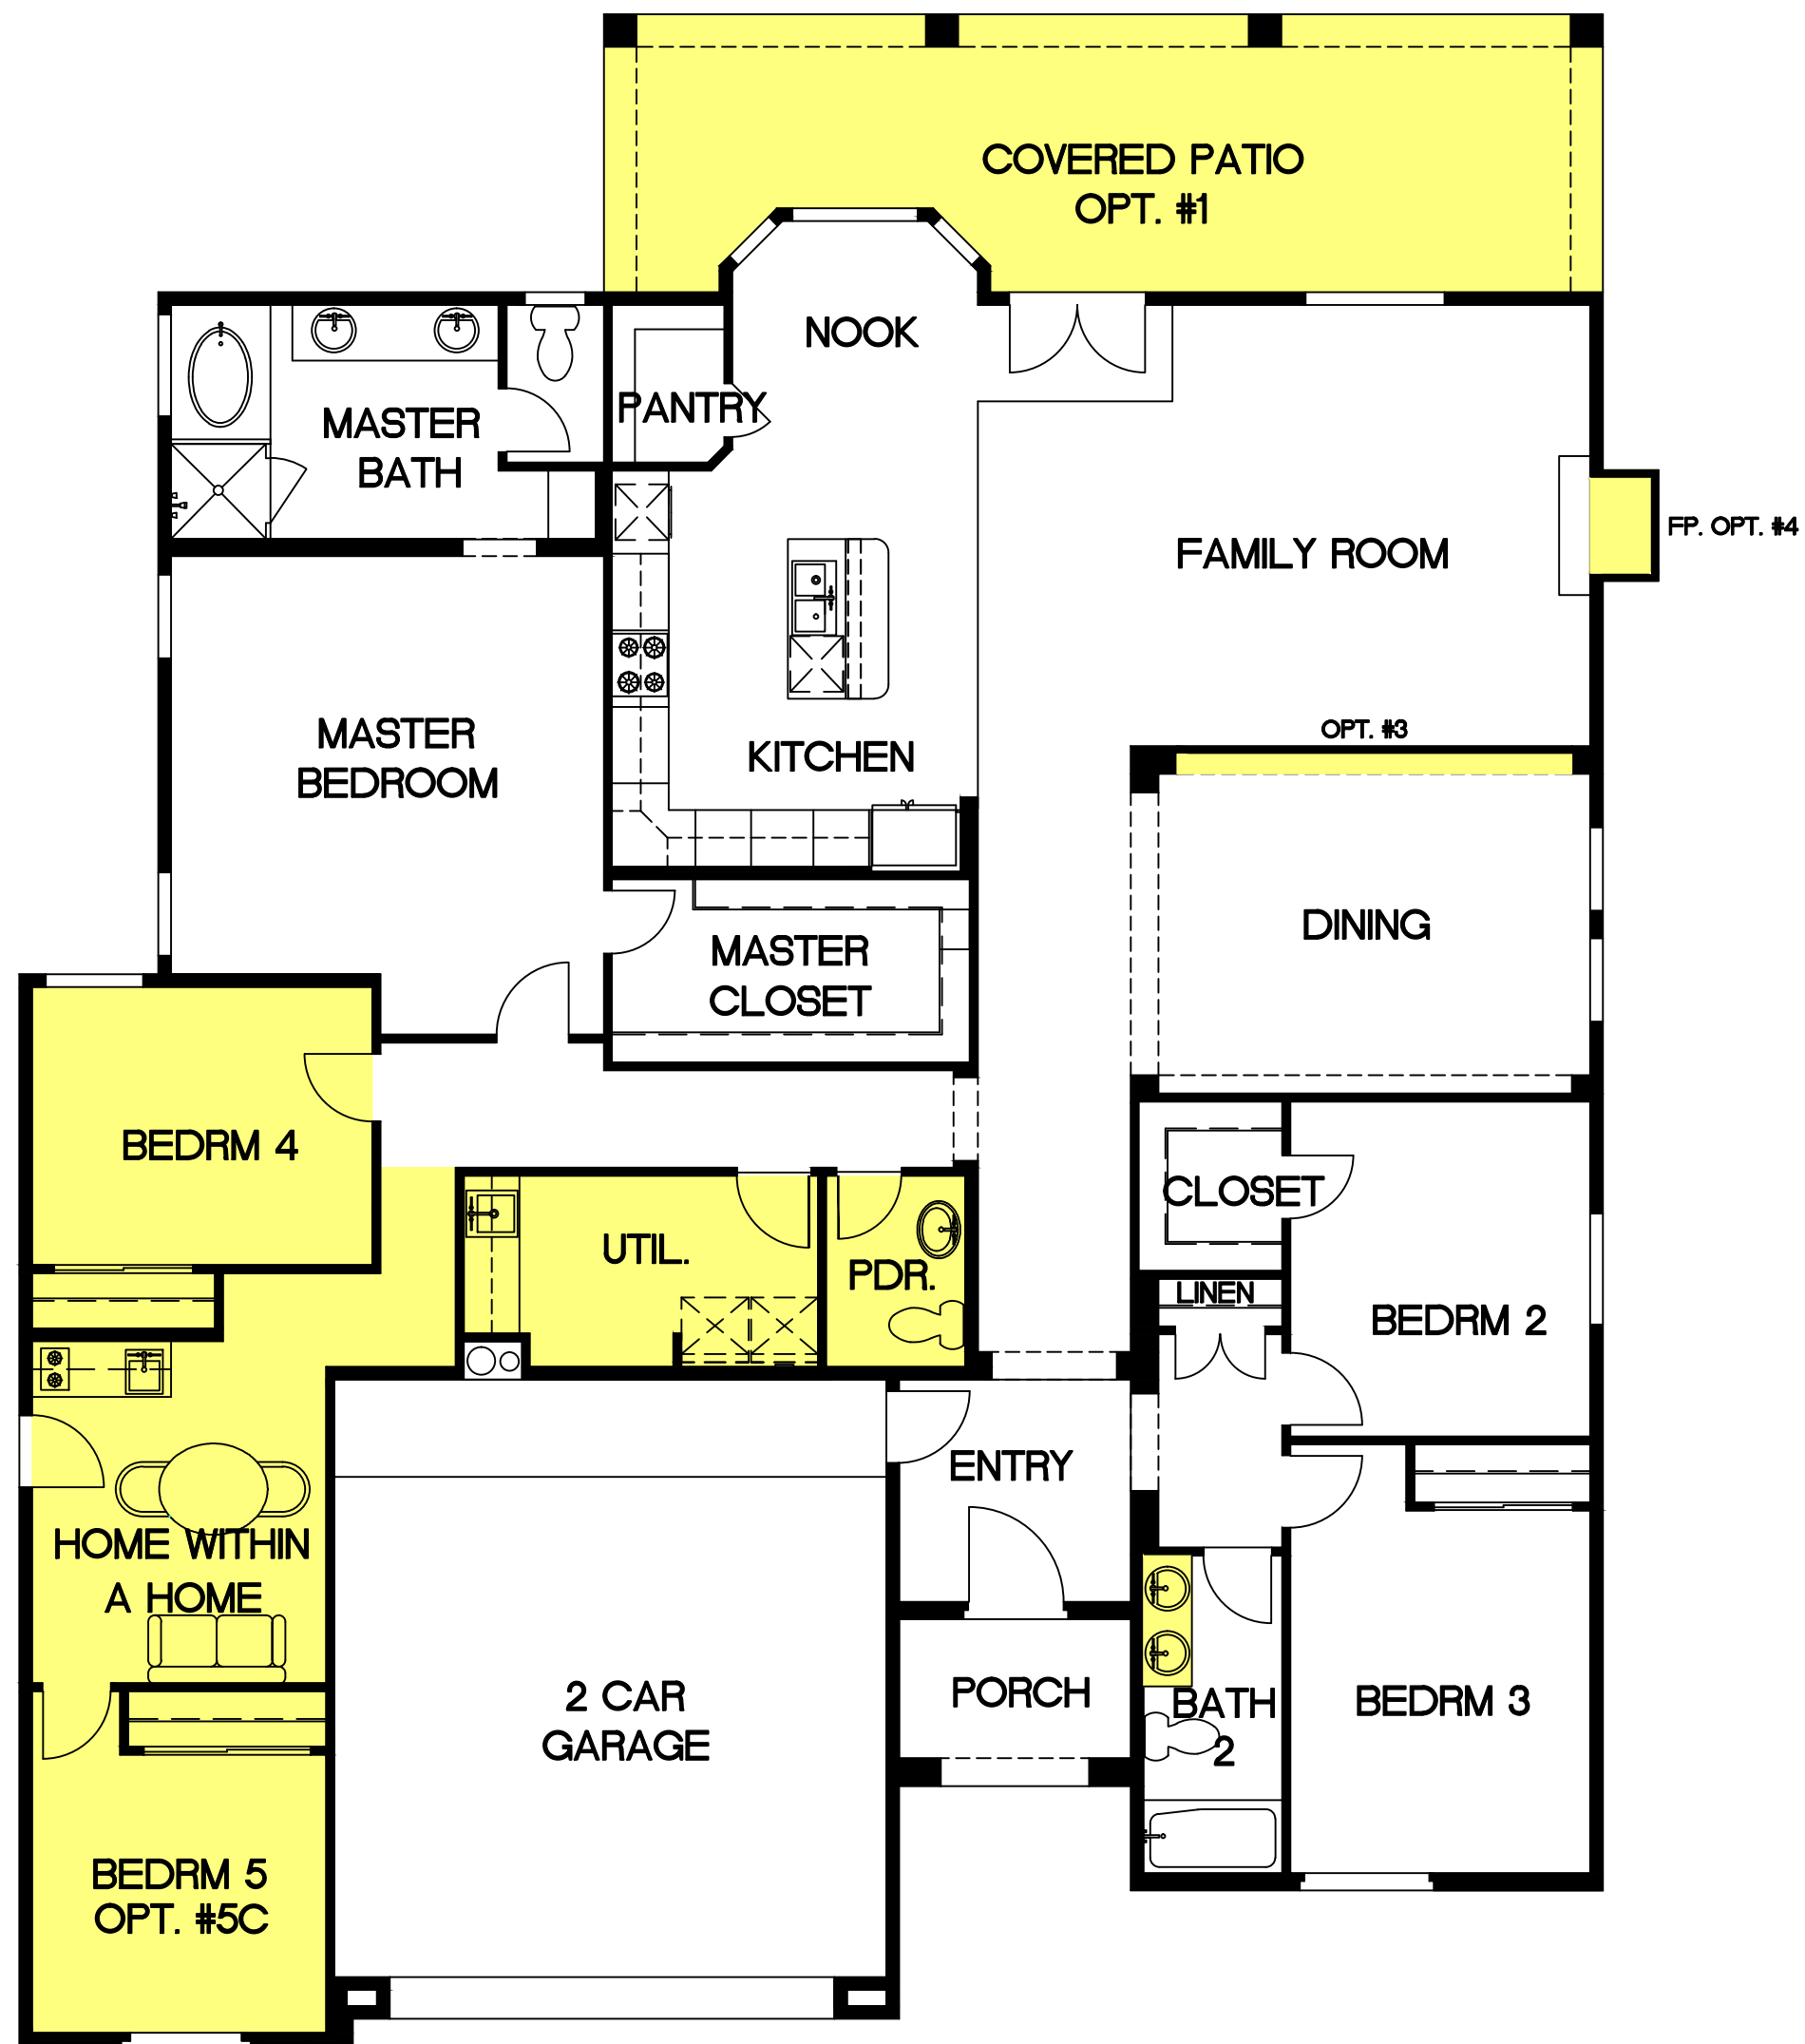 COVERED PATIO
OPT. #1
NOOK
PANTRY
MASTER
BATH
FAMILY ROOM
FP. OPT. #4
MASTER
BEDROOM
KITCHEN
OPT. #3
DINING
MASTER
CLOSET
BEDRM 4
CLOSET
UTIL.
PDR.
LINEN
BEDRM 2
ENTRY
HOME WITHIN
A HOME
2 CAR
GARAGE
PORCH
BATH
2
BEDRM 3
BEDRM 5
OPT. #5C